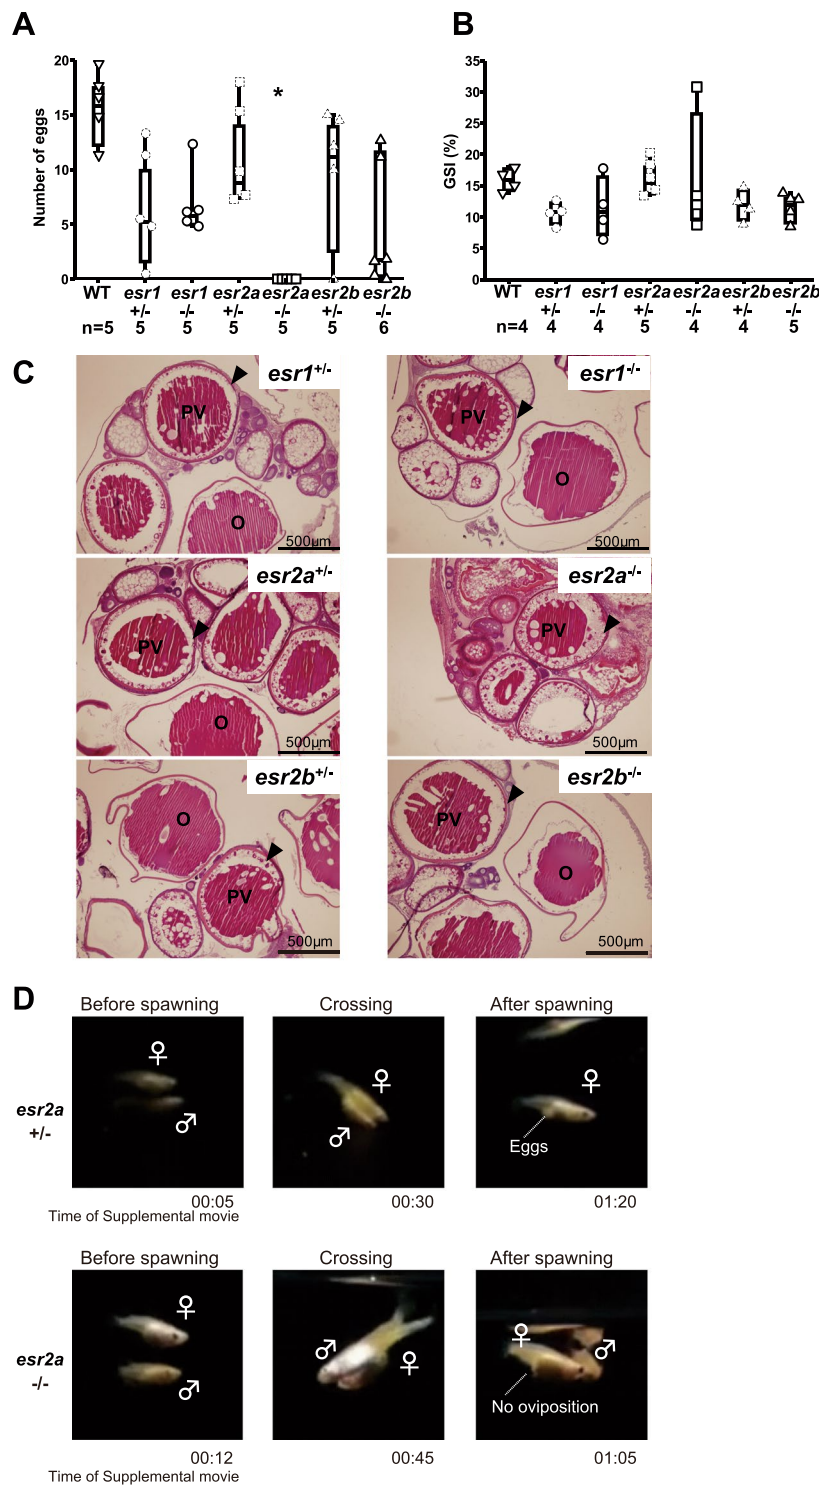 A
B
Number of eggs
20
15
10
5
0
*
WT esr1 esr1 esr2a esr2a esr2b esr2b
+/- -/- +/- -/- +/- -/-
n=5 5 5 5 5 5 6
GSI (%)
35
30
25
20
15
10
5
0
WT esr1 esr1 esr2a esr2a esr2b esr2b
+/- -/- +/- -/- +/- -/-
n=4 4 4 5 4 4 5
C
esr1+/-
PV
O
500µm
esr1-/-
PV
O
500µm
esr2a+/-
PV
O
500µm
esr2a-/-
PV
500µm
esr2b+/-
O
PV
500µm
esr2b-/-
PV
O
500µm
D
Before spawning Crossing After spawning
esr2a
+/-
♀
♂
♀
♂
♀
Eggs
00:05 00:30 01:20
Time of Supplemental movie
Before spawning Crossing After spawning
esr2a
-/-
♀
♂
♂
♀
♀
♂
No oviposition
00:12 00:45 01:05
Time of Supplemental movie